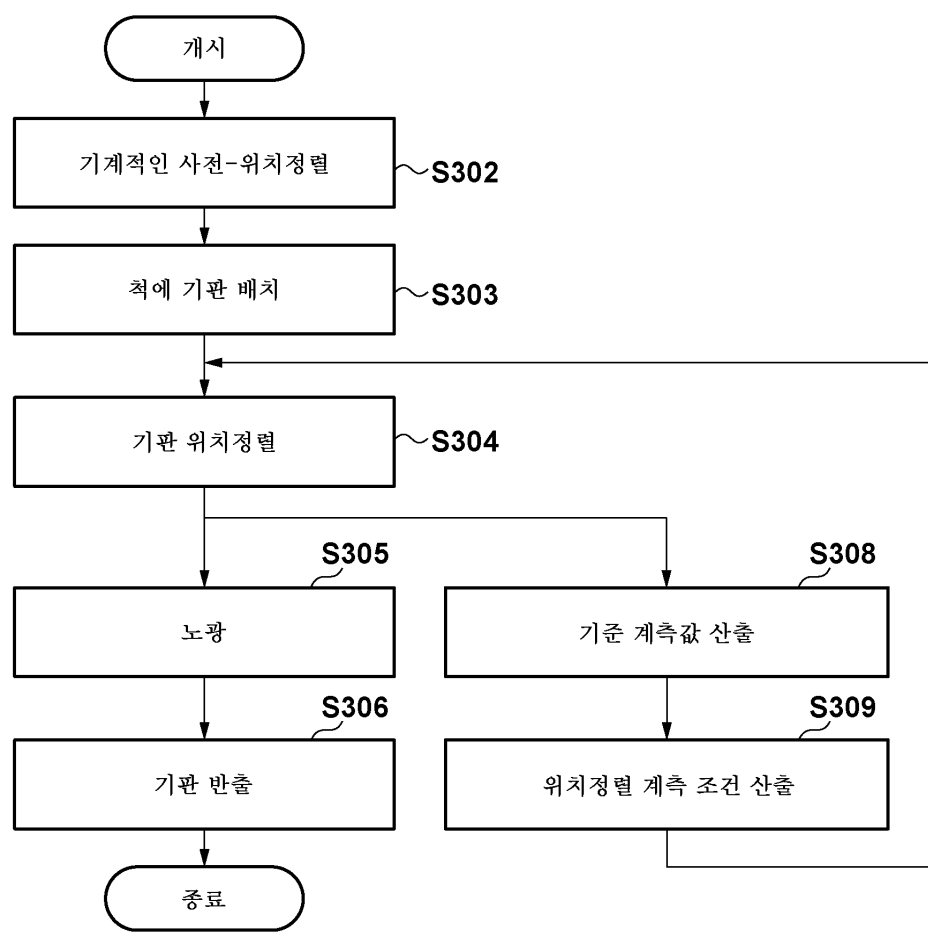 개시
기계적인 사전-위치정렬
S302
척에 기판 배치
S303
기판 위치정렬
S304
S305
노광
S308
기준 계측값 산출
S306
기판 반출
S309
위치정렬 계측 조건 산출
종료